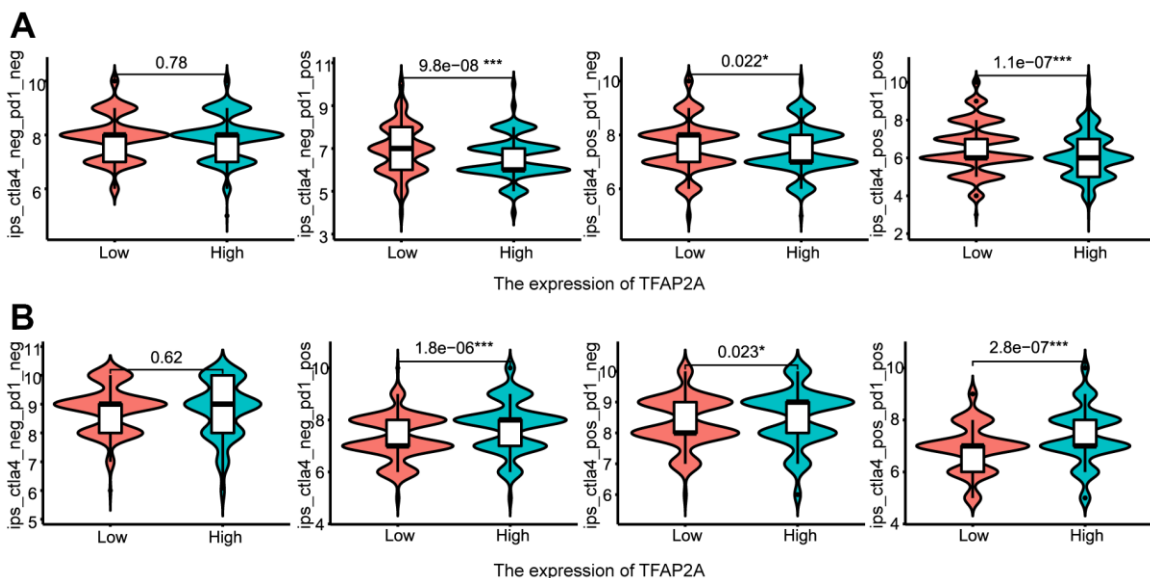 A
ips_ctla4_neg_pd1_neg
10
8
6
0.78
Low
High
ips_ctla4_neg_pd1_pos
11
9
7
5
3
9.8e−08 ***
Low
High
ips_ctla4_pos_pd1_neg
10
8
6
0.022*
Low
High
ips_ctla4_pos_pd1_pos
10
8
6
4
2
1.1e−07***
Low
High
The expression of TFAP2A
B
ips_ctla4_neg_pd1_neg
11
10
9
8
7
6
5
0.62
Low
High
ips_ctla4_neg_pd1_pos
10
8
6
4
1.8e−06***
Low
High
ips_ctla4_pos_pd1_neg
10
9
8
7
6
0.023*
Low
High
ips_ctla4_pos_pd1_pos
10
8
6
4
2.8e−07***
Low
High
The expression of TFAP2A